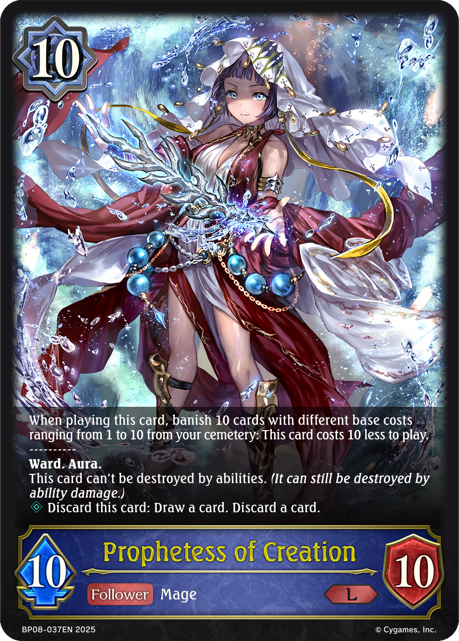 10
When playing this card, banish 10 cards with different base costs
ranging from 1 to 10 from your cemetery: This card costs 10 less to play.
----------
Ward. Aura.
This card can't be destroyed by abilities. (It can still be destroyed by
ability damage.)
Discard this card: Draw a card. Discard a card.
Prophetess of Creation
10
Follower Mage
L
10
BP08-037EN 2025
© Cygames, Inc.